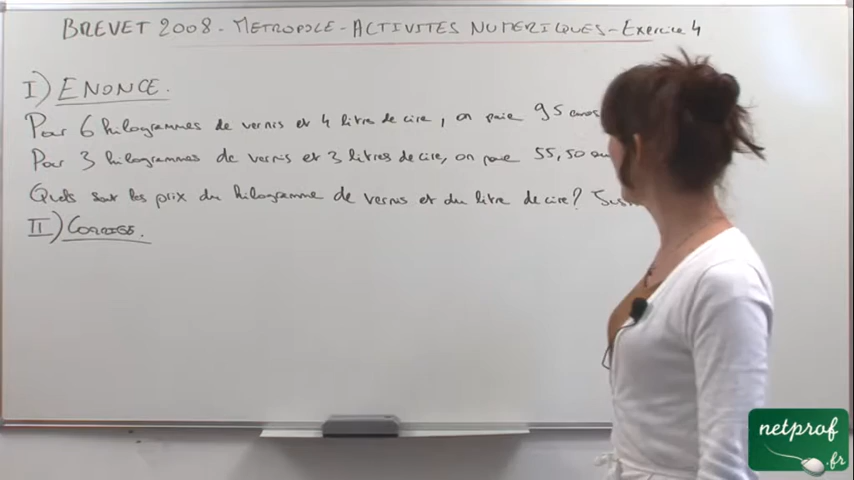 BREVET 2008 - METROPOLE - ACTIVITES NUMERIQUES - Exercice 4
I) ENONCE.
Pour 6 kilogrammes de vernis et 4 litre de cire, on paie 95 euros
Pour 3 kilogrammes de vernis et 3 litres de cire, on paie 55,50
Quels sont les prix du kilogramme de vernis et du litre de cire?
II) CORRIGE.
netprof
.fr